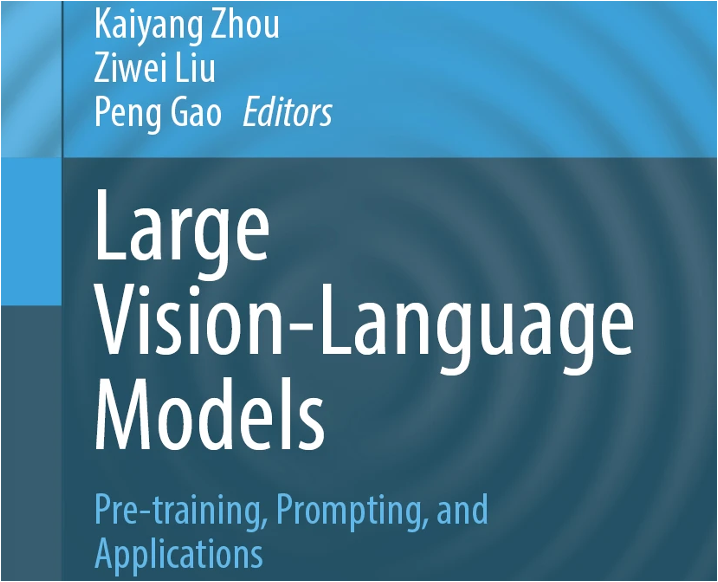 Kaiyang Zhou
Ziwei Liu
Peng Gao Editors
Large
Vision-Language
Models
Pre-training, Prompting, and
Applications